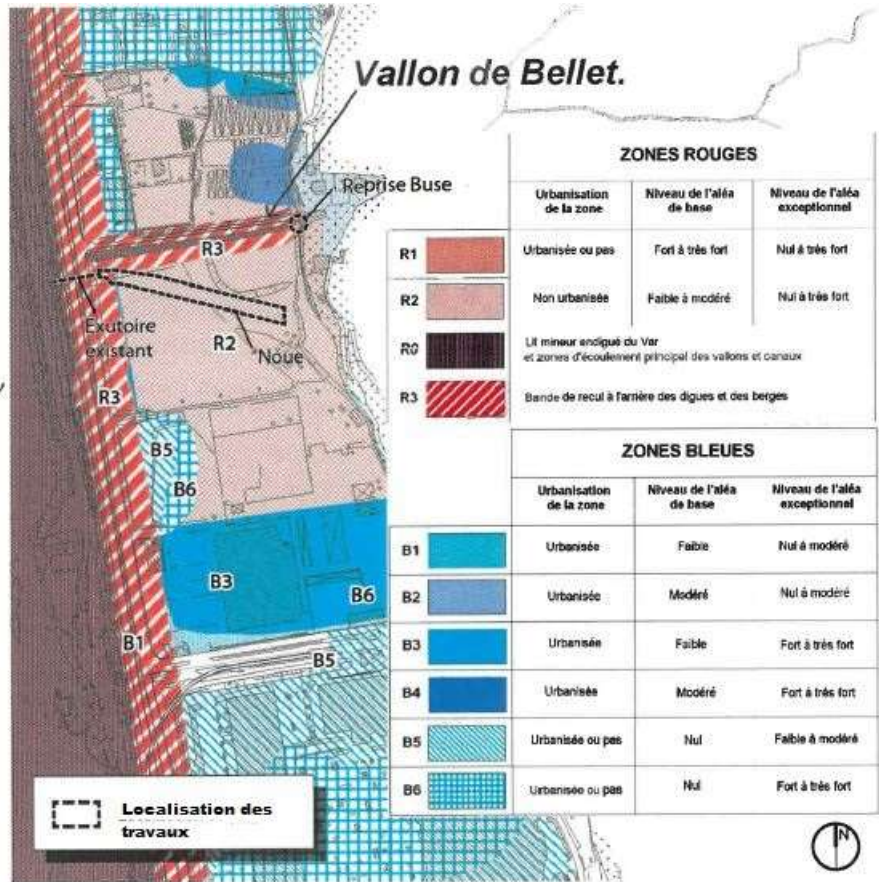 Vallon de Bellet.
Reprise Buse
R3
Exutoire
existant
R2
Nóue
R3
B5
B6
B3
B6
B1
B5
Localisation des
travaux
ZONES ROUGES
Urbanisation
de la zone
Niveau de l'aléa
de base
Niveau de l'aléa
exceptionnel
R1
Urbanisée ou pas
Fort à très fort
Nul à très fort
R2
Non urbanisée
Faible à modéré
Nul à très fort
R0
Lit mineur endigué du Var
et zones d'écoulement principal des vallons et canaux
R3
Bande de recul à l'arrière des digues et des berges
ZONES BLEUES
Urbanisation
de la zone
Niveau de l'aléa
de base
Niveau de l'aléa
exceptionnel
B1
Urbanisée
Faible
Nul à modéré
B2
Urbanisée
Modéré
Nul à modéré
B3
Urbanisée
Faible
Fort à très fort
B4
Urbanisée
Modéré
Fort à très fort
B5
Urbanisée ou pas
Nul
Faible à modéré
B6
Urbanisée ou pas
Nul
Fort à très fort
N